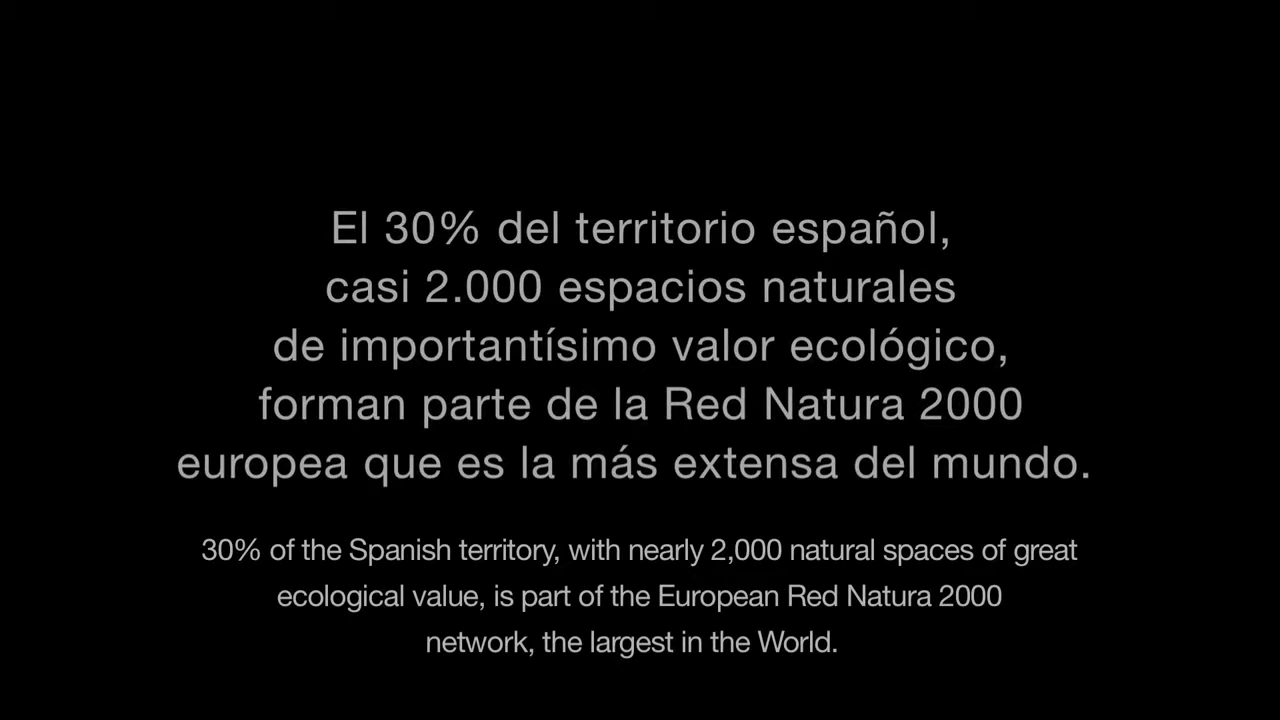 El 30% del territorio español,
casi 2.000 espacios naturales
de importantísimo valor ecológico,
forman parte de la Red Natura 2000
europea que es la más extensa del mundo.
30% of the Spanish territory, with nearly 2,000 natural spaces of great
ecological value, is part of the European Red Natura 2000
network, the largest in the World.